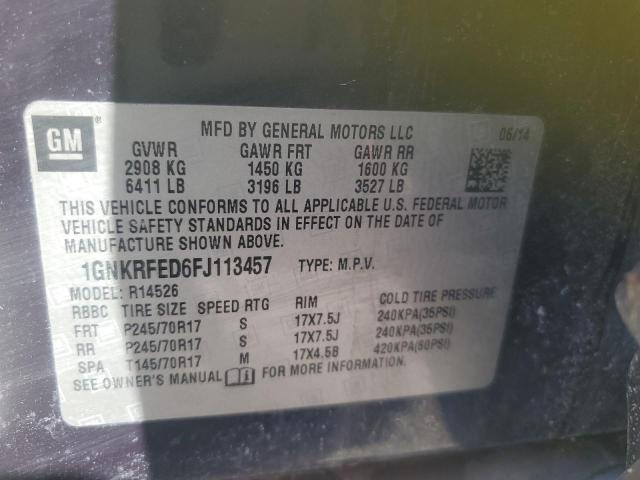 GM ®
MFD BY GENERAL MOTORS LLC 06/14
GVWR GAWR FRT GAWR RR
2908 KG 1450 KG 1600 KG
6411 LB 3196 LB 3527 LB
THIS VEHICLE CONFORMS TO ALL APPLICABLE U.S. FEDERAL MOTOR
VEHICLE SAFETY STANDARDS IN EFFECT ON THE DATE OF
MANUFACTURE SHOWN ABOVE.
1GNKRFED6FJ113457 TYPE: M.P.V.
MODEL: R14526
RBBC TIRE SIZE SPEED RTG RIM COLD TIRE PRESSURE
FRT P245/70R17 S 17X7.5J 240KPA(35PSI)
RR P245/70R17 S 17X7.5J 240KPA(35PSI)
SPA T145/70R17 M 17X4.5B 420KPA(60PSI)
SEE OWNER'S MANUAL FOR MORE INFORMATION.